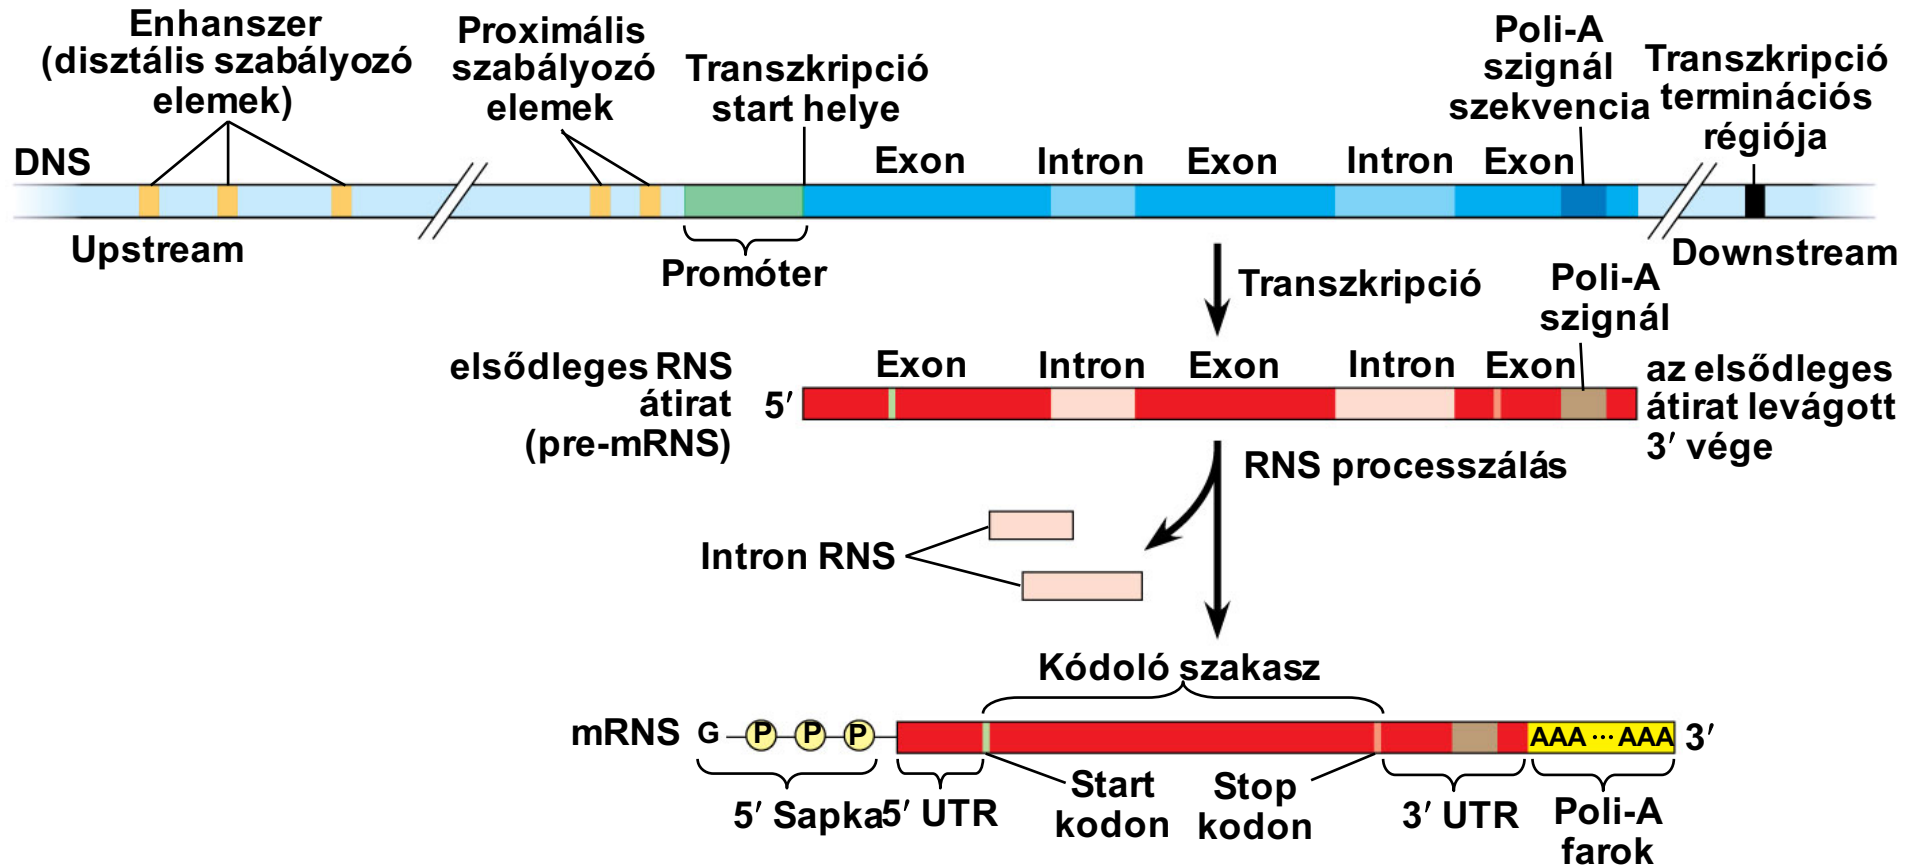 Enhanszer
(disztális szabályozó
elemek)
Proximális
szabályozó
elemek
Transzkripció
start helye
Poli-A
szignál
szekvencia
Transzkripció
terminációs
régiója
DNS
Exon
Intron
Exon
Intron
Exon
Upstream
Promóter
Downstream
Transzkripció
Poli-A
szignál
elsődleges RNS
átirat
(pre-mRNS)
5′
Exon
Intron
Exon
Intron
Exon
az elsődleges
átirat levágott
3′ vége
RNS processzálás
Intron RNS
Kódoló szakasz
mRNS
G
P
P
P
AAA ··· AAA
3′
5′ Sapka
5′ UTR
Start
kodon
Stop
kodon
3′ UTR
Poli-A
farok